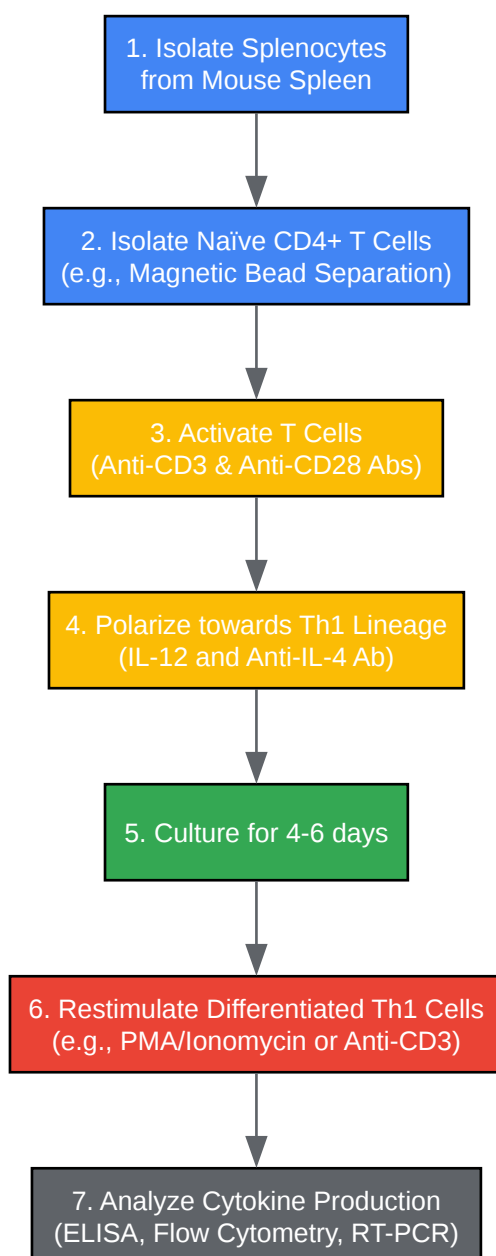 1. Isolate Splenocytes
from Mouse Spleen
2. Isolate Naïve CD4+ T Cells
(e.g., Magnetic Bead Separation)
3. Activate T Cells
(Anti-CD3 & Anti-CD28 Abs)
4. Polarize towards Th1 Lineage
(IL-12 and Anti-IL-4 Ab)
5. Culture for 4-6 days
6. Restimulate Differentiated Th1 Cells
(e.g., PMA/Ionomycin or Anti-CD3)
7. Analyze Cytokine Production
(ELISA, Flow Cytometry, RT-PCR)